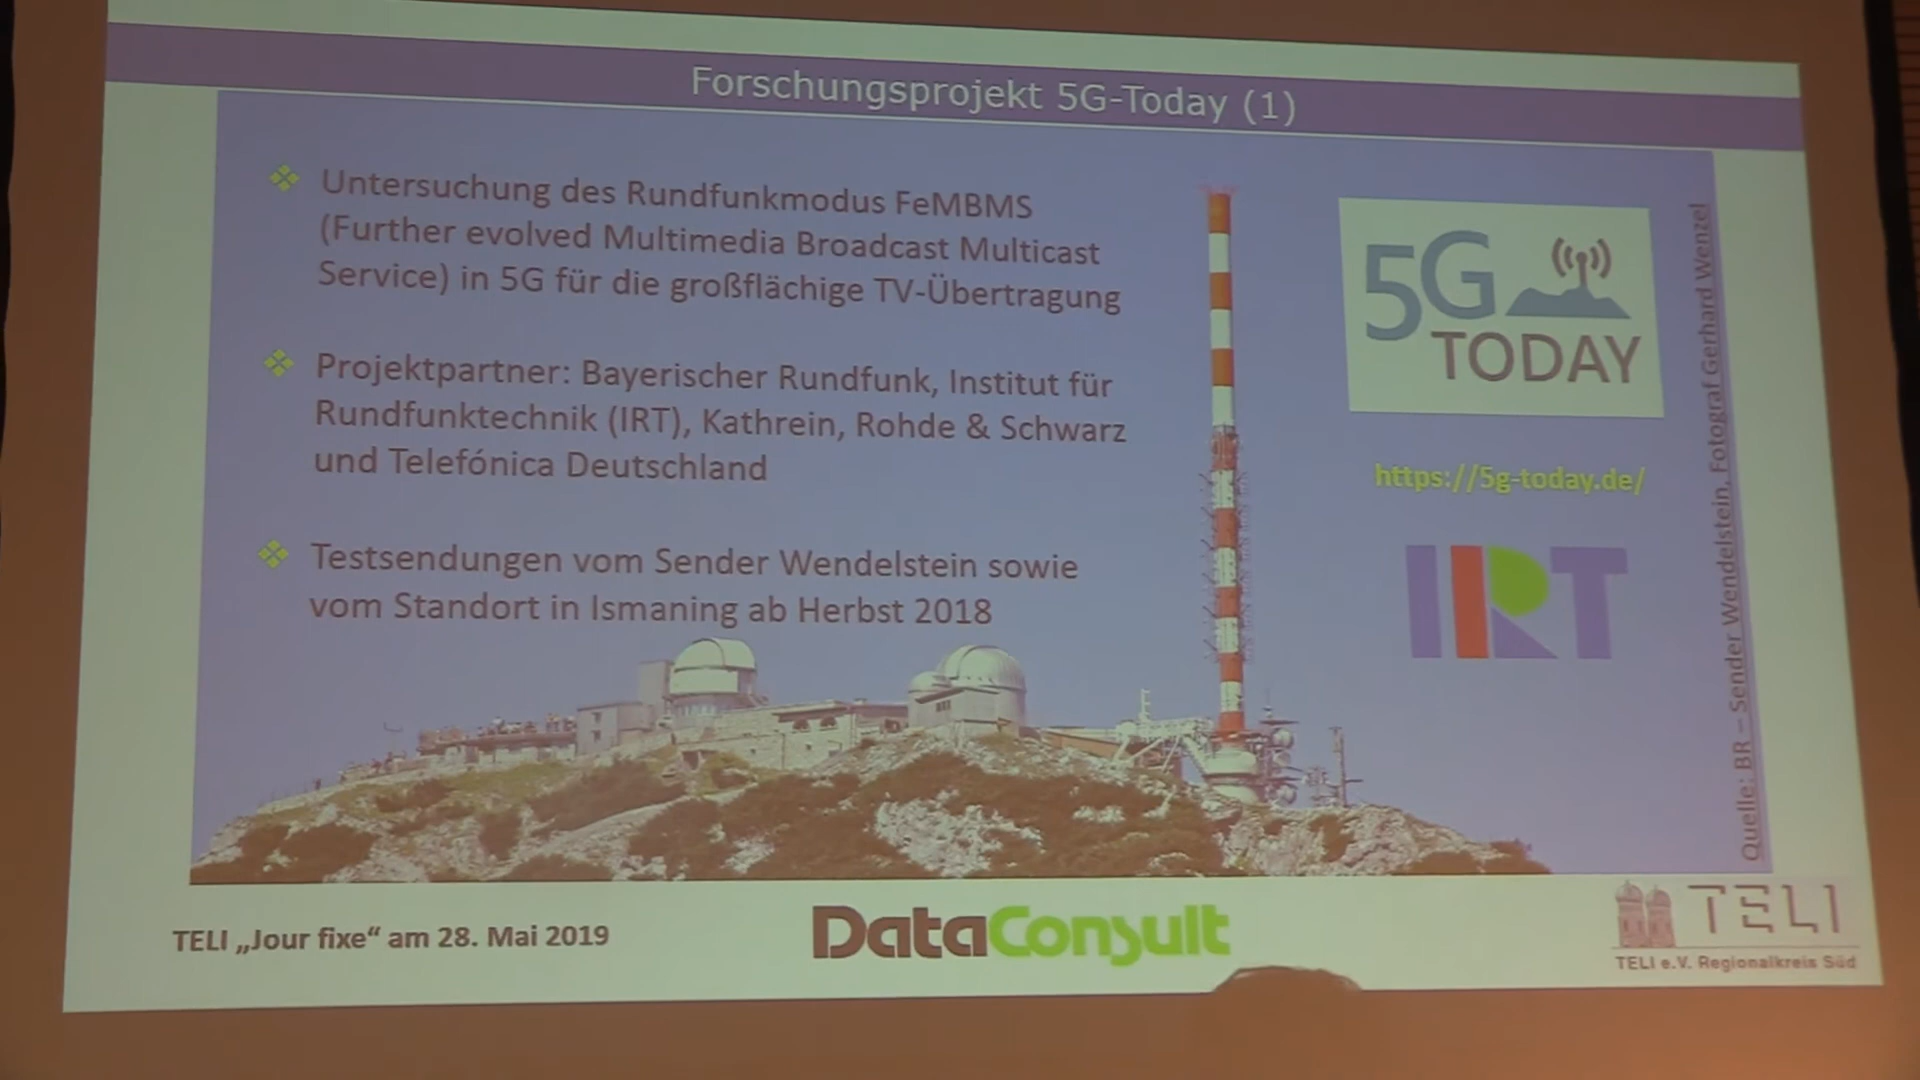 Forschungsprojekt 5G-Today (1)
Untersuchung des Rundfunkmodus FeMBMS
(Further evolved Multimedia Broadcast Multicast
Service) in 5G für die großflächige TV-Übertragung
Projektpartner: Bayerischer Rundfunk, Institut für
Rundfunktechnik (IRT), Kathrein, Rohde & Schwarz
und Telefónica Deutschland
Testsendungen vom Sender Wendelstein sowie
vom Standort in Ismaning ab Herbst 2018
5G
TODAY
https://5g-today.de/
IRT
Quelle: BR – Sender Wendelstein, Fotograf Gerhard Wenzel
TELI „Jour fixe“ am 28. Mai 2019
DataConsult
TELI
TELI e.V. Regionalkreis Süd